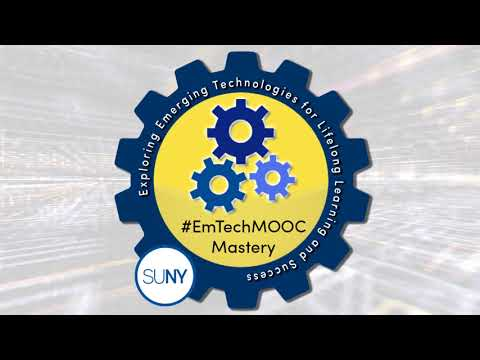 Exploring Emerging Technologies for Lifelong Learning and Success
#EmTechMOOC
Mastery
SUNY